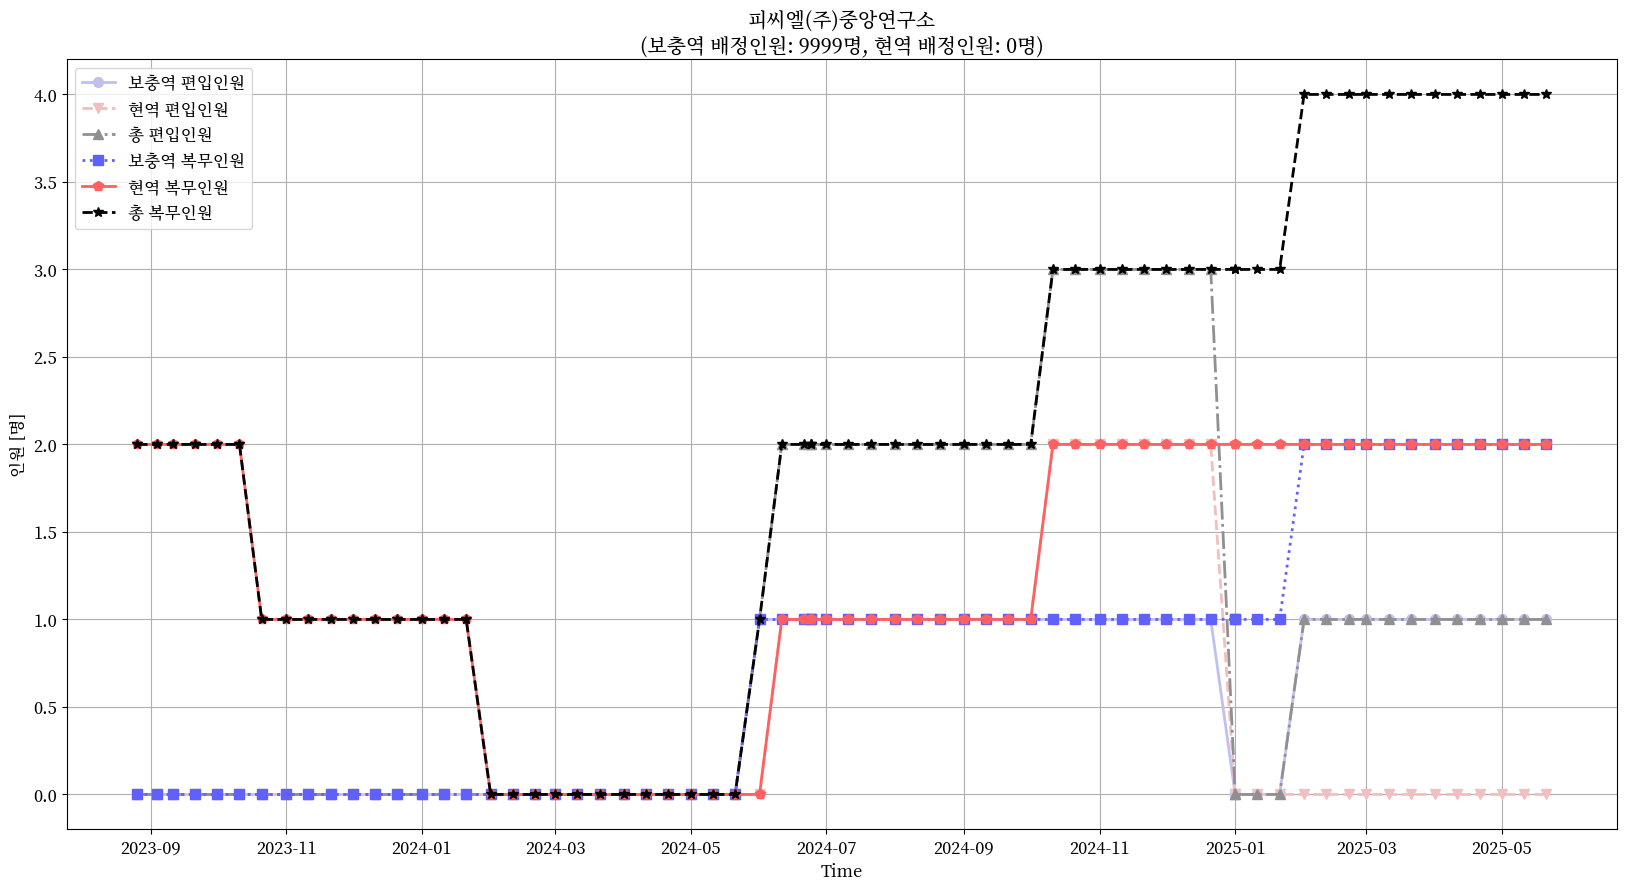 피씨엘(주)중앙연구소
(보충역 배정인원: 9999명, 현역 배정인원: 0명)
보충역 편입인원
현역 편입인원
총 편입인원
보충역 복무인원
현역 복무인원
총 복무인원
인원 [명]
4.0
3.5
3.0
2.5
2.0
1.5
1.0
0.5
0.0
2023-09
2023-11
2024-01
2024-03
2024-05
2024-07
2024-09
2024-11
2025-01
2025-03
2025-05
Time